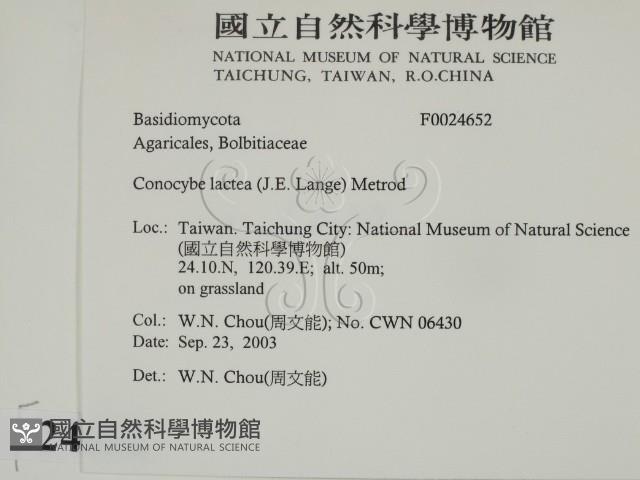 國立自然科學博物館
NATIONAL MUSEUM OF NATURAL SCIENCE
TAICHUNG, TAIWAN, R.O.CHINA
Basidiomycota F0024652
Agaricales, Bolbitiaceae
Conocybe lactea (J.E. Lange) Metrod
Loc.: Taiwan. Taichung City: National Museum of Natural Science
(國立自然科學博物館)
24.10.N, 120.39.E; alt. 50m;
on grassland
Col.: W.N. Chou(周文能); No. CWN 06430
Date: Sep. 23, 2003
Det.: W.N. Chou(周文能)
24
國立自然科學博物館
NATIONAL MUSEUM OF NATURAL SCIENCE